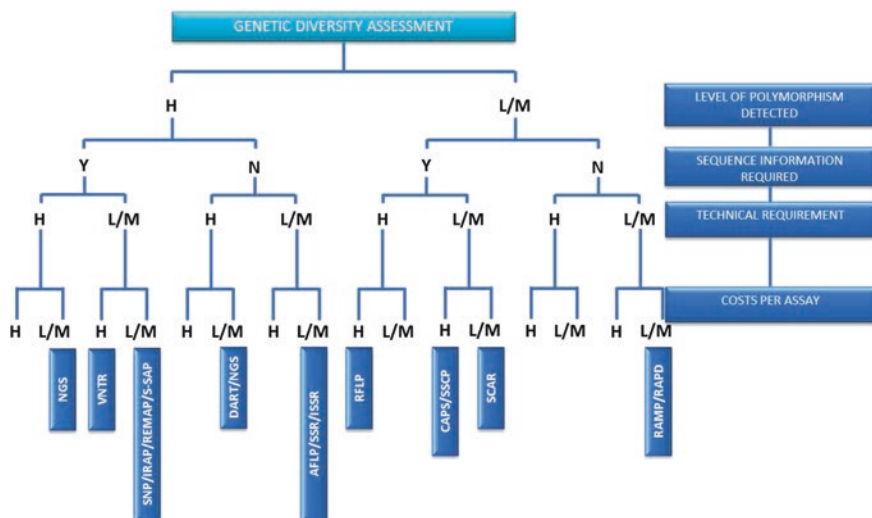 GENETIC DIVERSITY ASSESSMENT
H L/M
LEVEL OF POLYMORPHISM
DETECTED
Y N Y N
SEQUENCE INFORMATION
REQUIRED
H L/M H L/M H L/M H L/M
TECHNICAL REQUIREMENT
H L/M H L/M H L/M H L/M H L/M H L/M H L/M H L/M
COSTS PER ASSAY
NGS
VNTR
SNP/IRAP/REMAP/S-SAP
DART/NGS
AFLP/SSR/ISSR
RFLP
CAPS/SSCP
SCAR
RAMP/RAPD